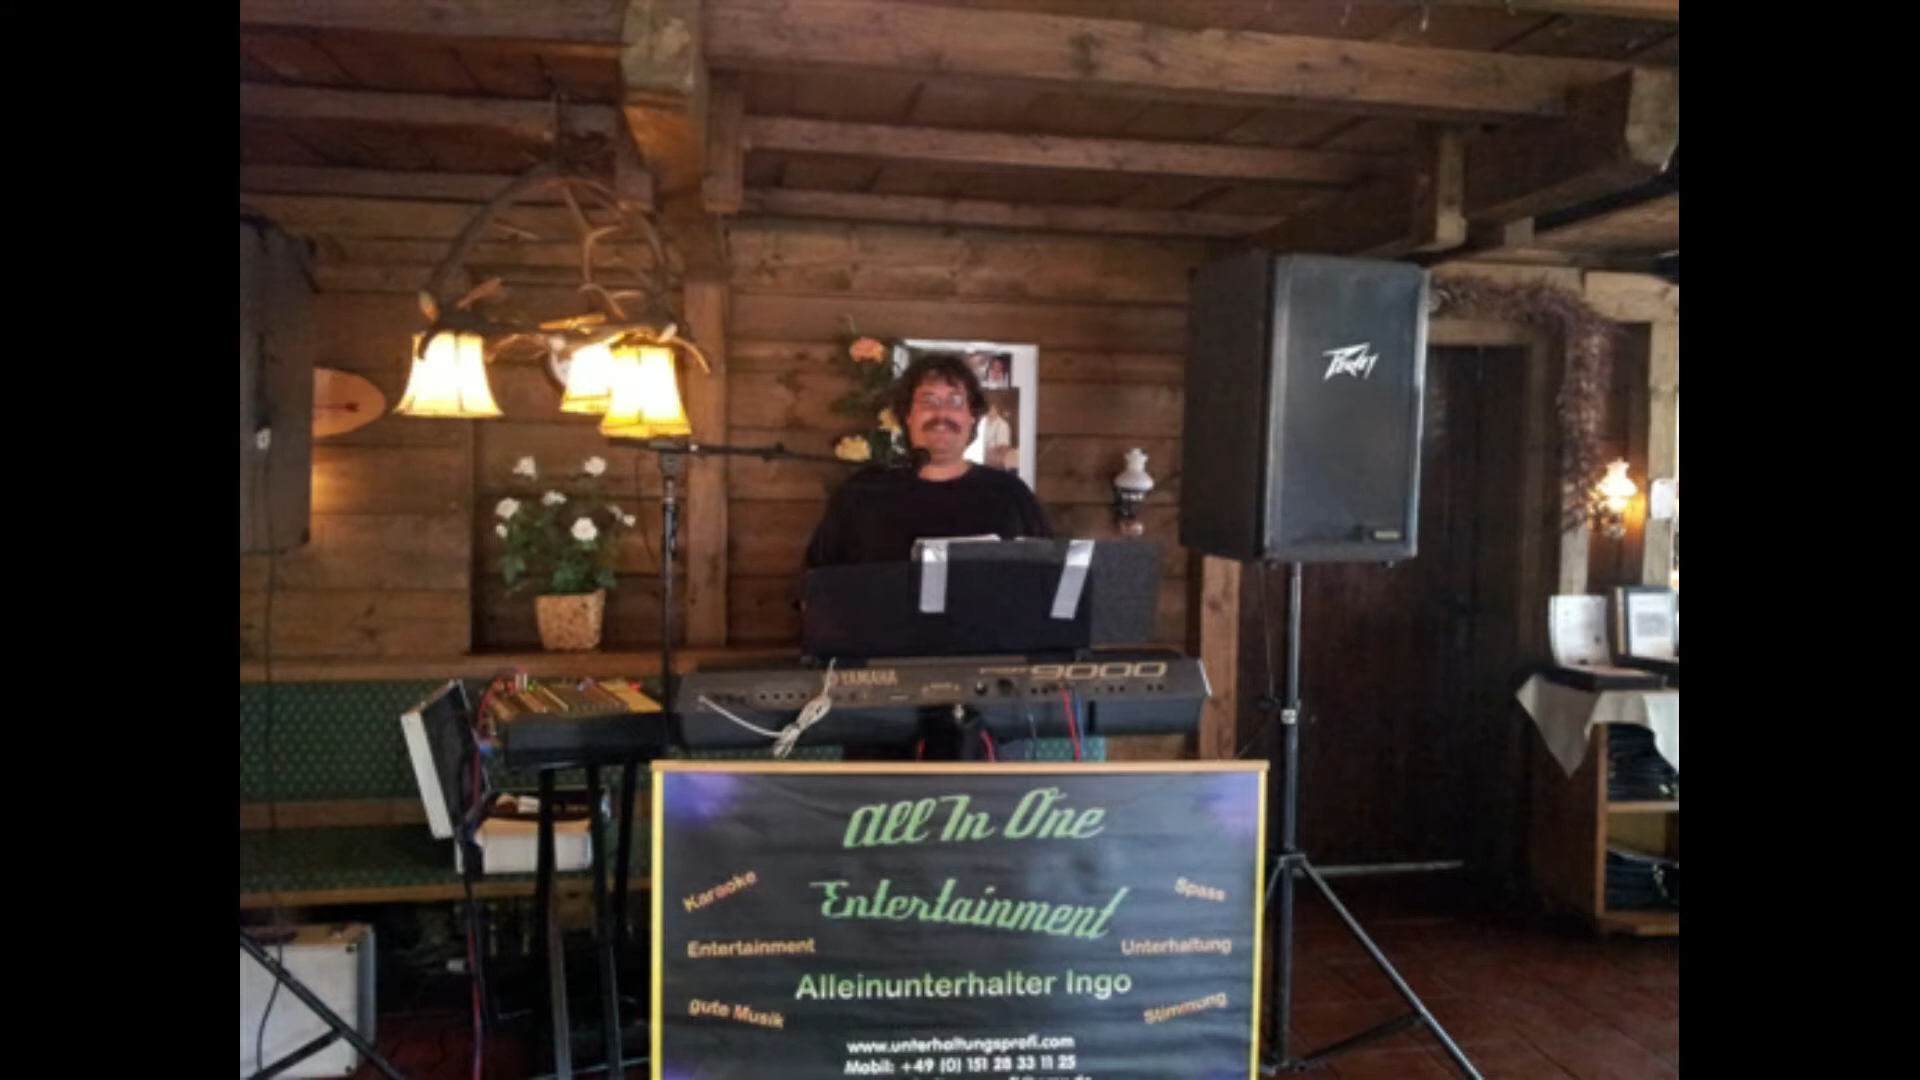 PEAVEY
YAMAHA
9000
All In One
Entertainment
Karaoke
Spass
Entertainment
Unterhaltung
Alleinunterhalter Ingo
gute Musik
Stimmung
www.unterhaltungsprofi.com
Mobil: +49 (0) 151 28 33 11 25